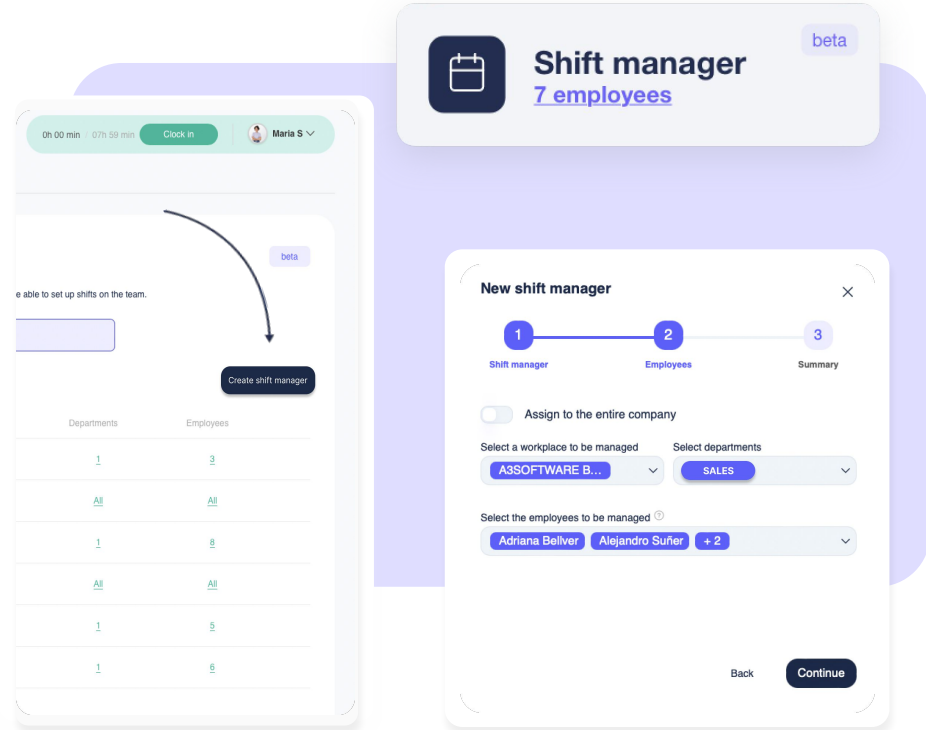 Shift manager
beta
7 employees
0h 00 min 07h 59 min Clock in Maria S
beta
e able to set up shifts on the team.
Create shift manager
Departments Employees
1 3
All All
1 8
All All
1 5
1 6
New shift manager
1 2 3
Shift manager Employees Summary
Assign to the entire company
Select a workplace to be managed Select departments
A3SOFTWARE B... SALES
Select the employees to be managed ?
Adriana Bellver Alejandro Suñer + 2
Back Continue